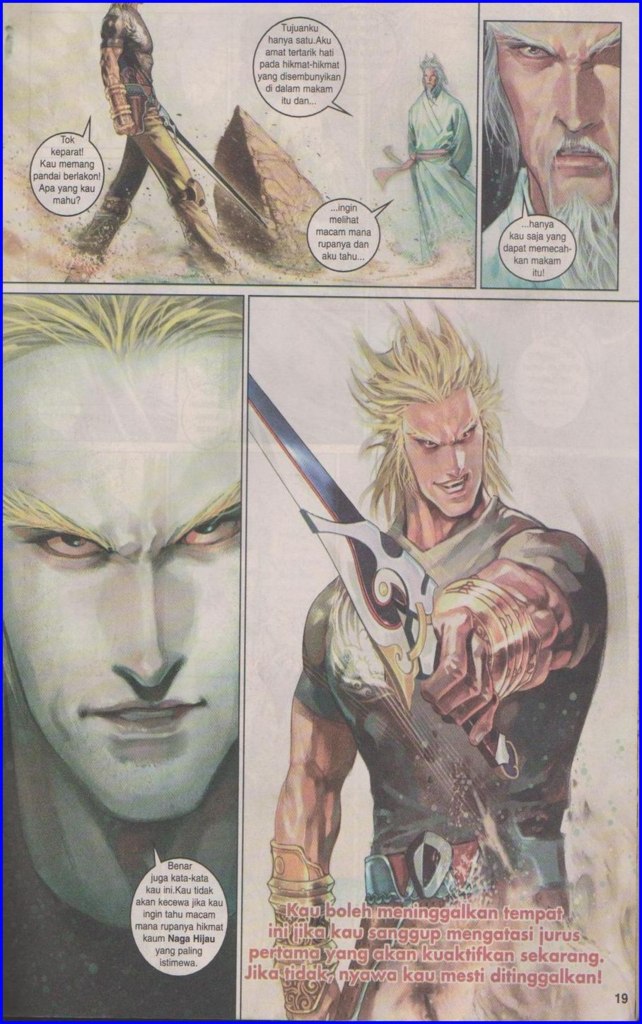 Tujuanku
hanya satu.Aku
amat tertarik hati
pada hikmat-hikmat
yang disembunyikan
di dalam makam
itu dan...
Tok
keparat!
Kau memang
pandai berlakon!
Apa yang kau
mahu?
...ingin
melihat
macam mana
rupanya dan
aku tahu...
...hanya
kau saja yang
dapat memecah-
kan makam
itu!
Benar
juga kata-kata
kau ini.Kau tidak
akan kecewa jika kau
ingin tahu macam
mana rupanya hikmat
kaum Naga Hijau
yang paling
istimewa.
Kau boleh meninggalkan tempat
ini jika kau sanggup mengatasi jurus
pertama yang akan kuaktifkan sekarang.
Jika tidak, nyawa kau mesti ditinggalkan!
19